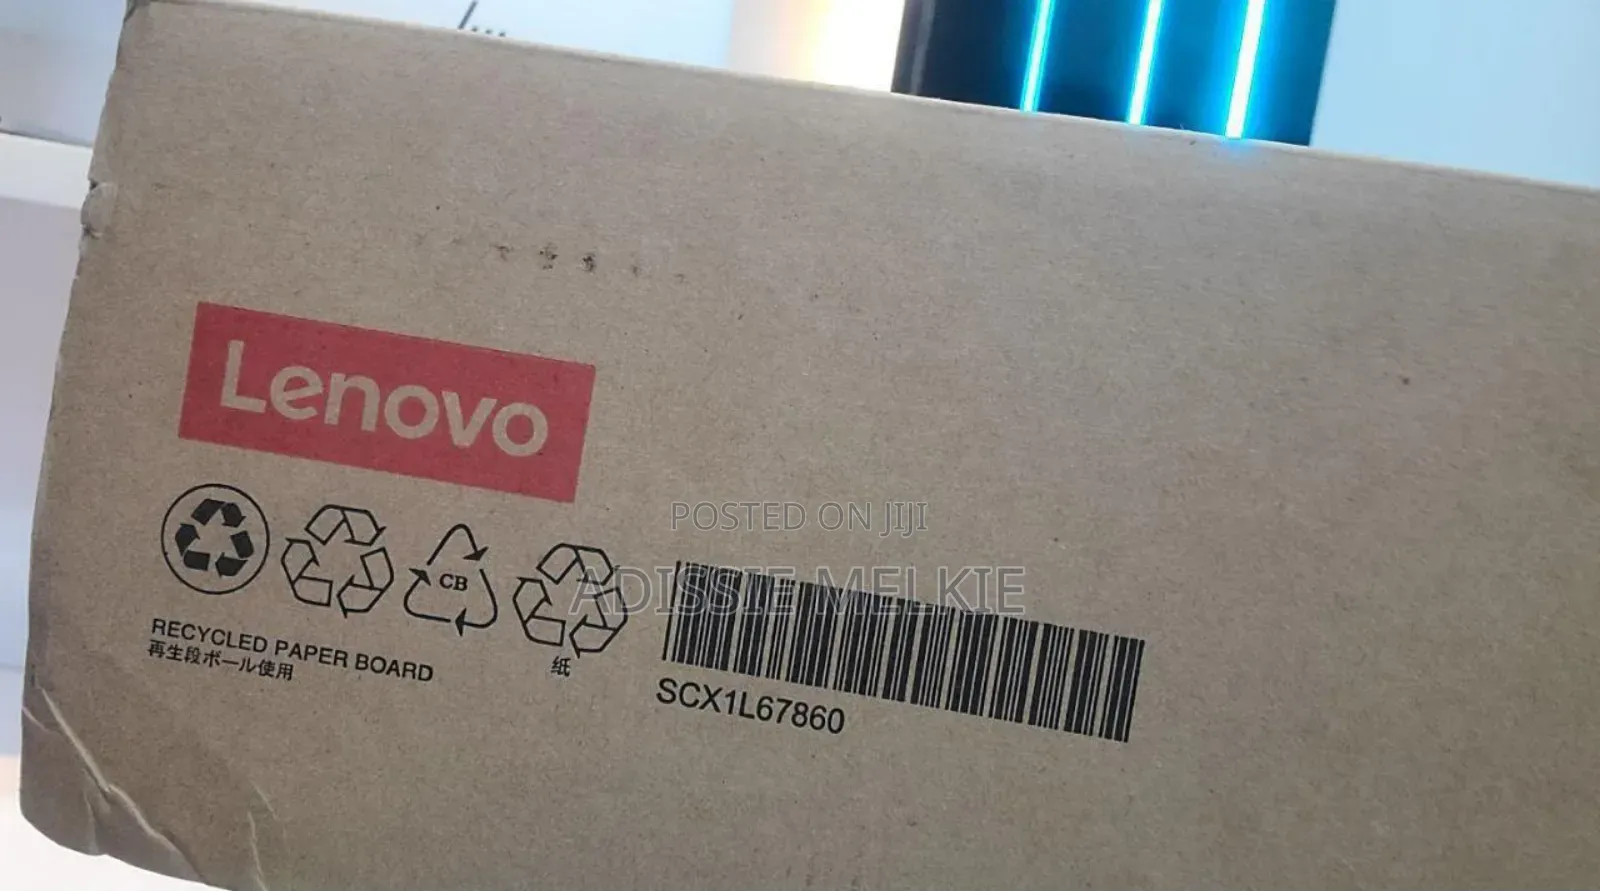 Lenovo
CB
RECYCLED PAPER BOARD
再生段ボール使用
纸
SCX1L67860
POSTED ON JIJI
ADISSIE MELKIE